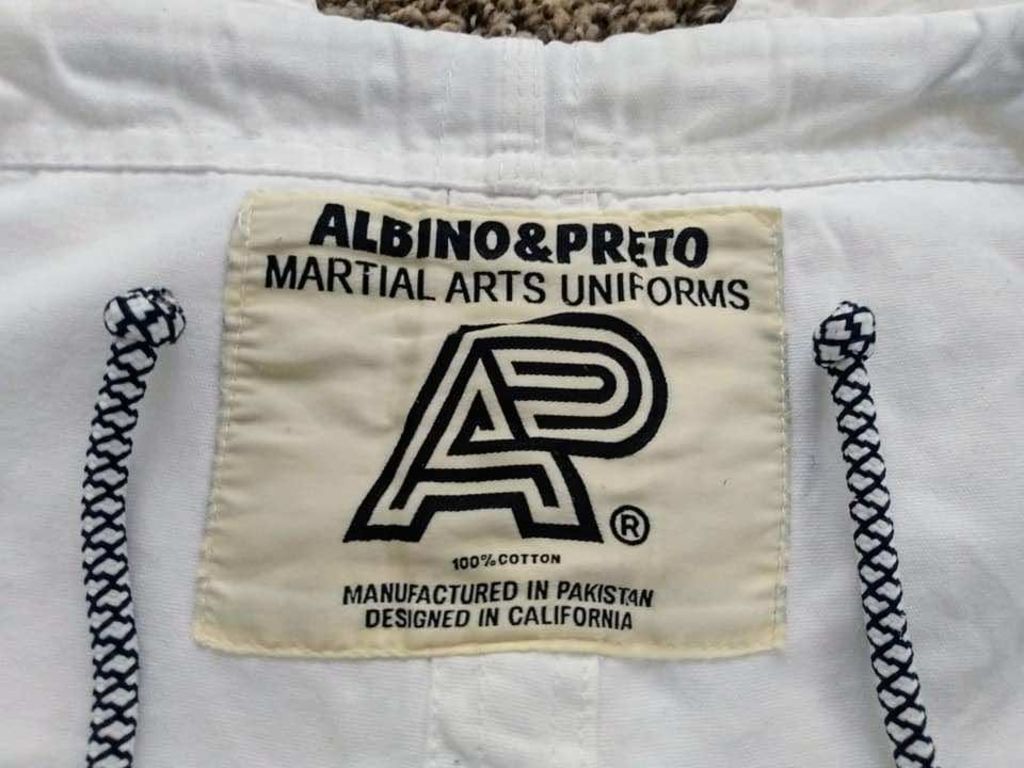 ALBINO&PRETO
MARTIAL ARTS UNIFORMS
AP®
100% COTTON
MANUFACTURED IN PAKISTAN
DESIGNED IN CALIFORNIA